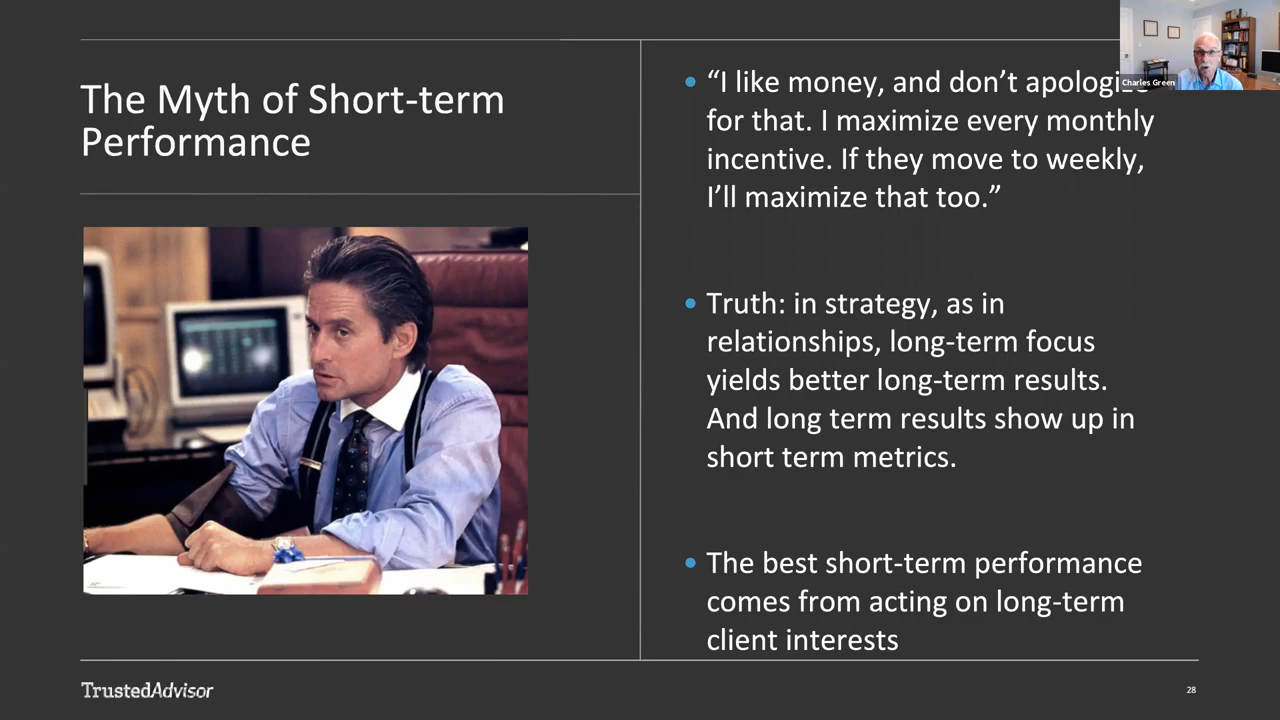 The Myth of Short-term
Performance
• “I like money, and don’t apologize
for that. I maximize every monthly
incentive. If they move to weekly,
I’ll maximize that too.”
• Truth: in strategy, as in
relationships, long-term focus
yields better long-term results.
And long term results show up in
short term metrics.
• The best short-term performance
comes from acting on long-term
client interests
Charles Green
TrustedAdvisor
28